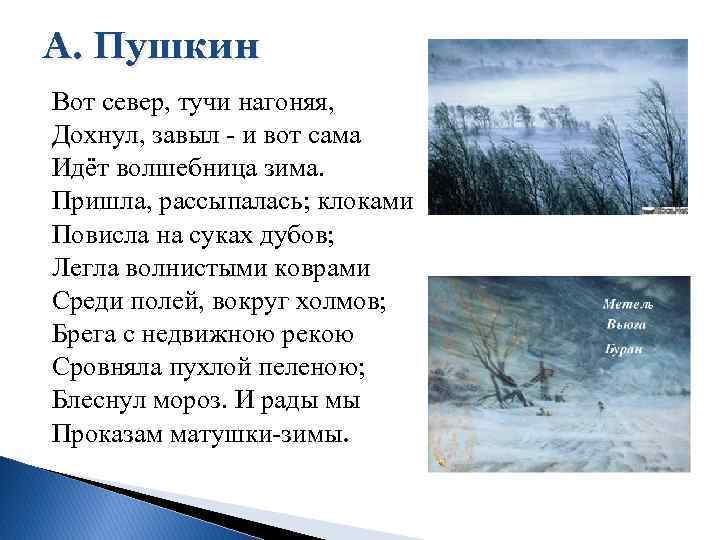 А. Пушкин
Вот север, тучи нагоняя,
Дохнул, завыл - и вот сама
Идёт волшебница зима.
Пришла, рассыпалась; клоками
Повисла на суках дубов;
Легла волнистыми коврами
Среди полей, вокруг холмов;
Брега с недвижною рекою
Сровняла пухлой пеленою;
Блеснул мороз. И рады мы
Проказам матушки-зимы.
Метель
Вьюга
Буран